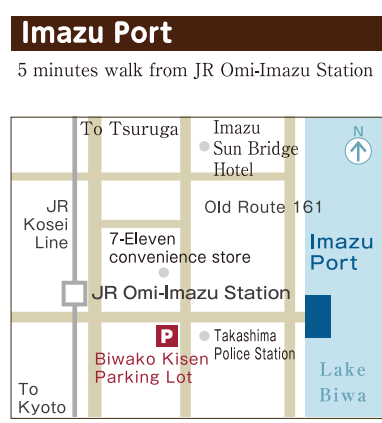 Imazu Port
5 minutes walk from JR Omi-Imazu Station
To Tsuruga
Imazu
Sun Bridge
Hotel
N
JR
Kosei
Line
Old Route 161
7-Eleven
convenience store
Imazu
Port
JR Omi-Imazu Station
P
Biwako Kisen
Parking Lot
Takashima
Police Station
Lake
Biwa
To
Kyoto